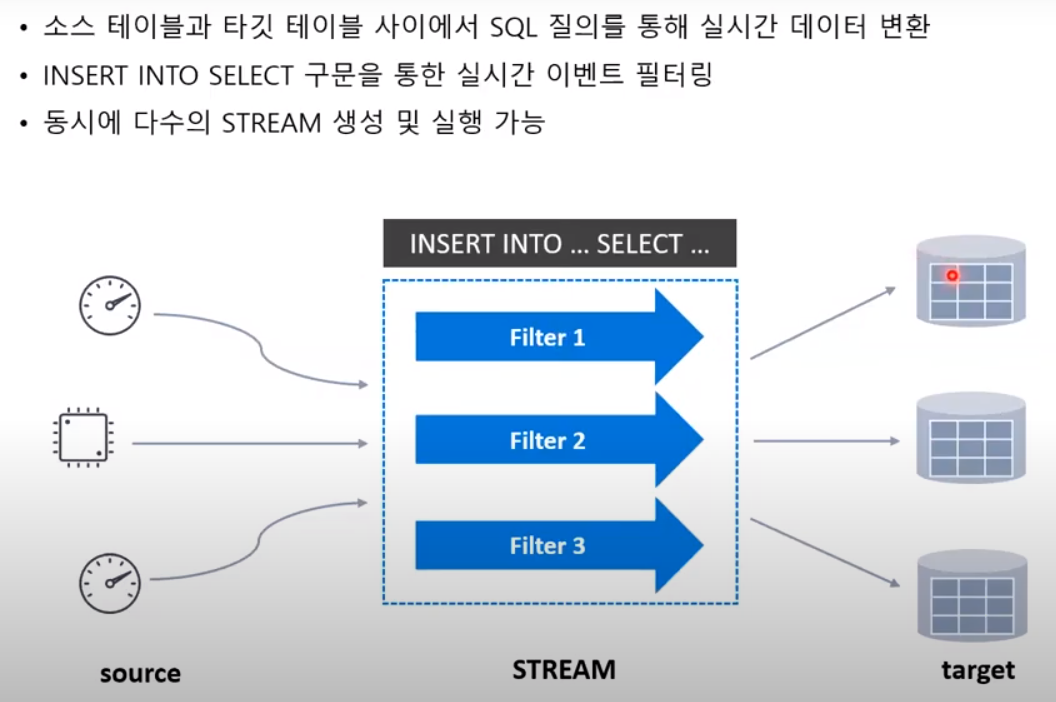 • 소스 테이블과 타깃 테이블 사이에서 SQL 질의를 통해 실시간 데이터 변환
• INSERT INTO SELECT 구문을 통한 실시간 이벤트 필터링
• 동시에 다수의 STREAM 생성 및 실행 가능
INSERT INTO ... SELECT ...
Filter 1
Filter 2
Filter 3
source
STREAM
target